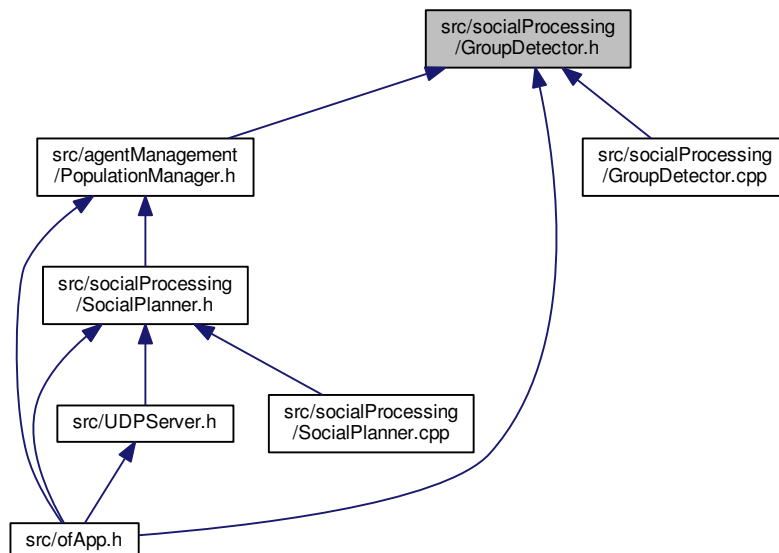 src/socialProcessing
/GroupDetector.h
src/agentManagement
/PopulationManager.h
src/socialProcessing
/GroupDetector.cpp
src/socialProcessing
/SocialPlanner.h
src/UDPServer.h
src/socialProcessing
/SocialPlanner.cpp
src/ofApp.h